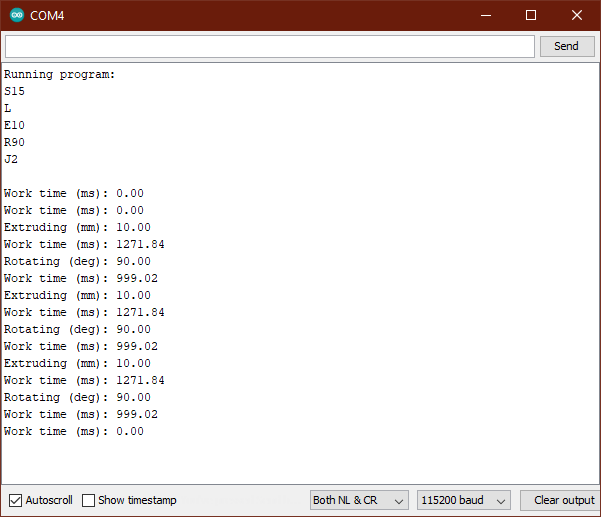 COM4
Send
Running program:
S15
L
E10
R90
J2
Work time (ms): 0.00
Work time (ms): 0.00
Extruding (mm): 10.00
Work time (ms): 1271.84
Rotating (deg): 90.00
Work time (ms): 999.02
Extruding (mm): 10.00
Work time (ms): 1271.84
Rotating (deg): 90.00
Work time (ms): 999.02
Extruding (mm): 10.00
Work time (ms): 1271.84
Rotating (deg): 90.00
Work time (ms): 999.02
Work time (ms): 0.00
Autoscroll Show timestamp Both NL & CR 115200 baud Clear output